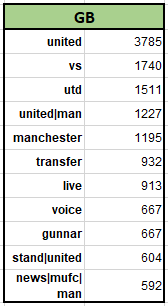 GB
united 3785
vs 1740
utd 1511
united|man 1227
manchester 1195
transfer 932
live 913
voice 667
gunnar 667
stand|united 604
news|mufc|
man 592